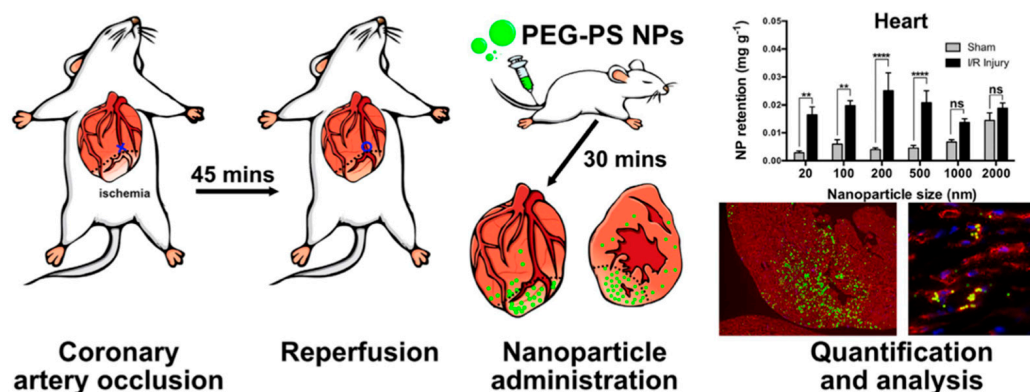 ischemia
45 mins
PEG-PS NPs
30 mins
Heart
NP retention (mg g⁻¹)
0.05
0.04
0.03
0.02
0.01
0.00
Sham
I/R Injury
**
**
****
****
ns
ns
20 100 200 500 1000 2000
Nanoparticle size (nm)
Coronary
artery occlusion
Reperfusion
Nanoparticle
administration
Quantification
and analysis